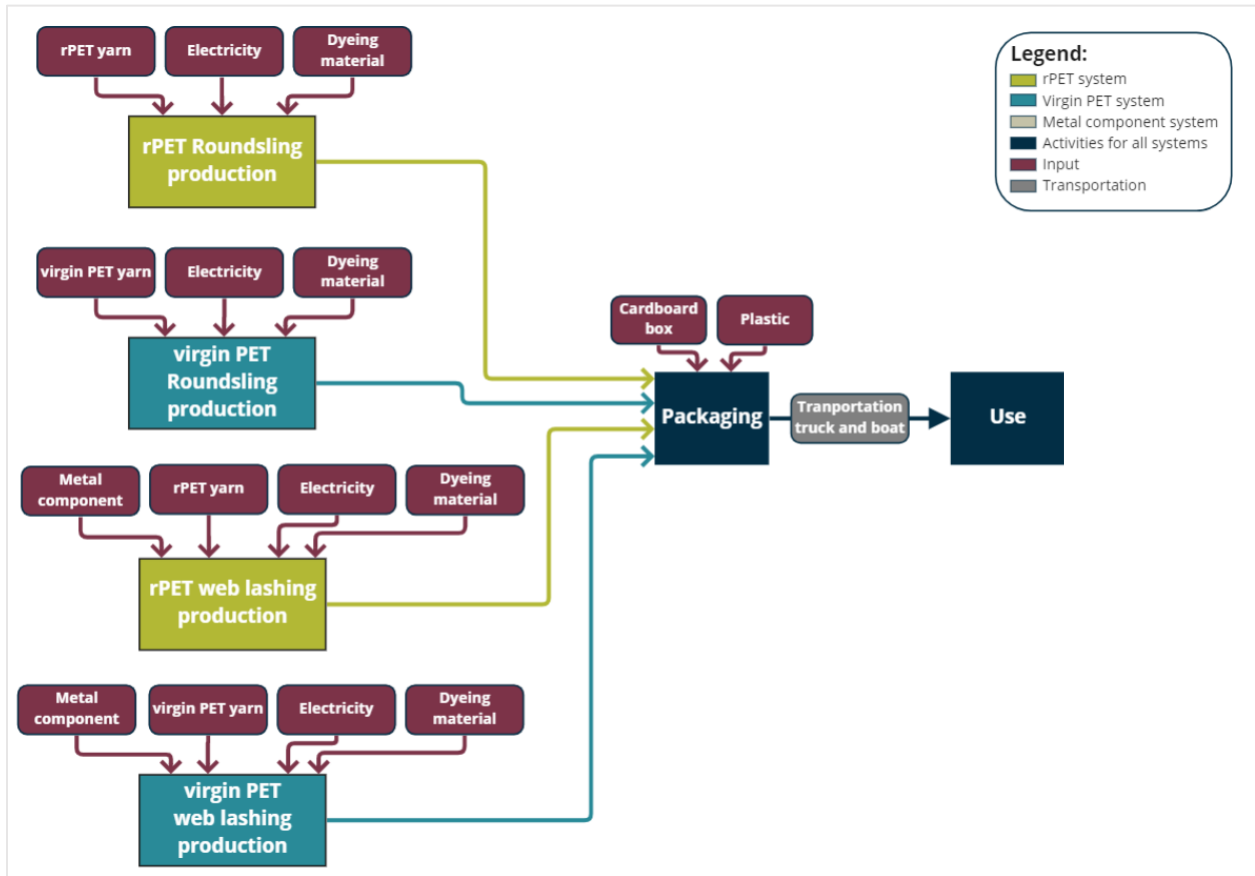 rPET yarn
Electricity
Dyeing
material
rPET Roundsling
production
Legend:
rPET system
Virgin PET system
Metal component system
Activities for all systems
Input
Transportation
virgin PET yarn
Electricity
Dyeing
material
virgin PET
Roundsling
production
Cardboard
box
Plastic
Packaging
Tranportation
truck and boat
Use
Metal
component
rPET yarn
Electricity
Dyeing
material
rPET web lashing
production
Metal
component
virgin PET yarn
Electricity
Dyeing
material
virgin PET
web lashing
production